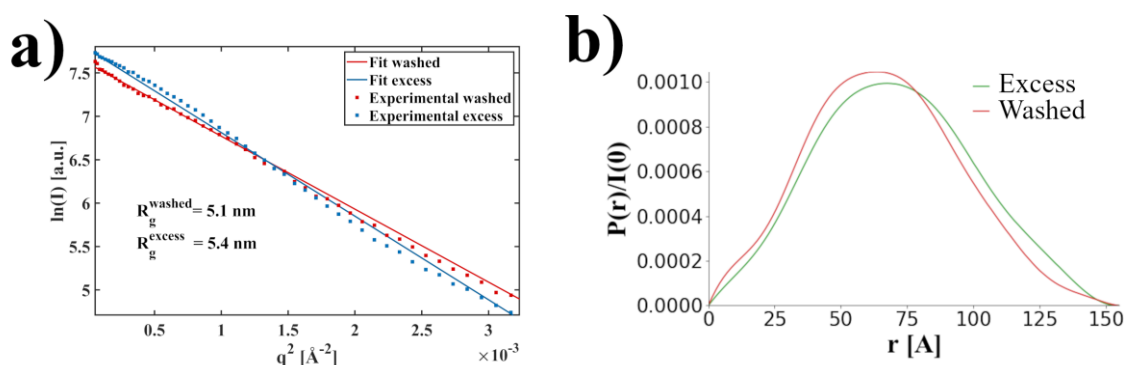 a)
7.5
7
6.5
6
5.5
5
ln(I) [a.u.]
Fit washed
Fit excess
Experimental washed
Experimental excess
R_g^washed = 5.1 nm
R_g^excess = 5.4 nm
0.5 1 1.5 2 2.5 3
q² [Å⁻²]
×10⁻³
b)
0.0010
0.0008
0.0006
0.0004
0.0002
0.0000
P(r)/I(0)
Excess
Washed
0 25 50 75 100 125 150
r [A]